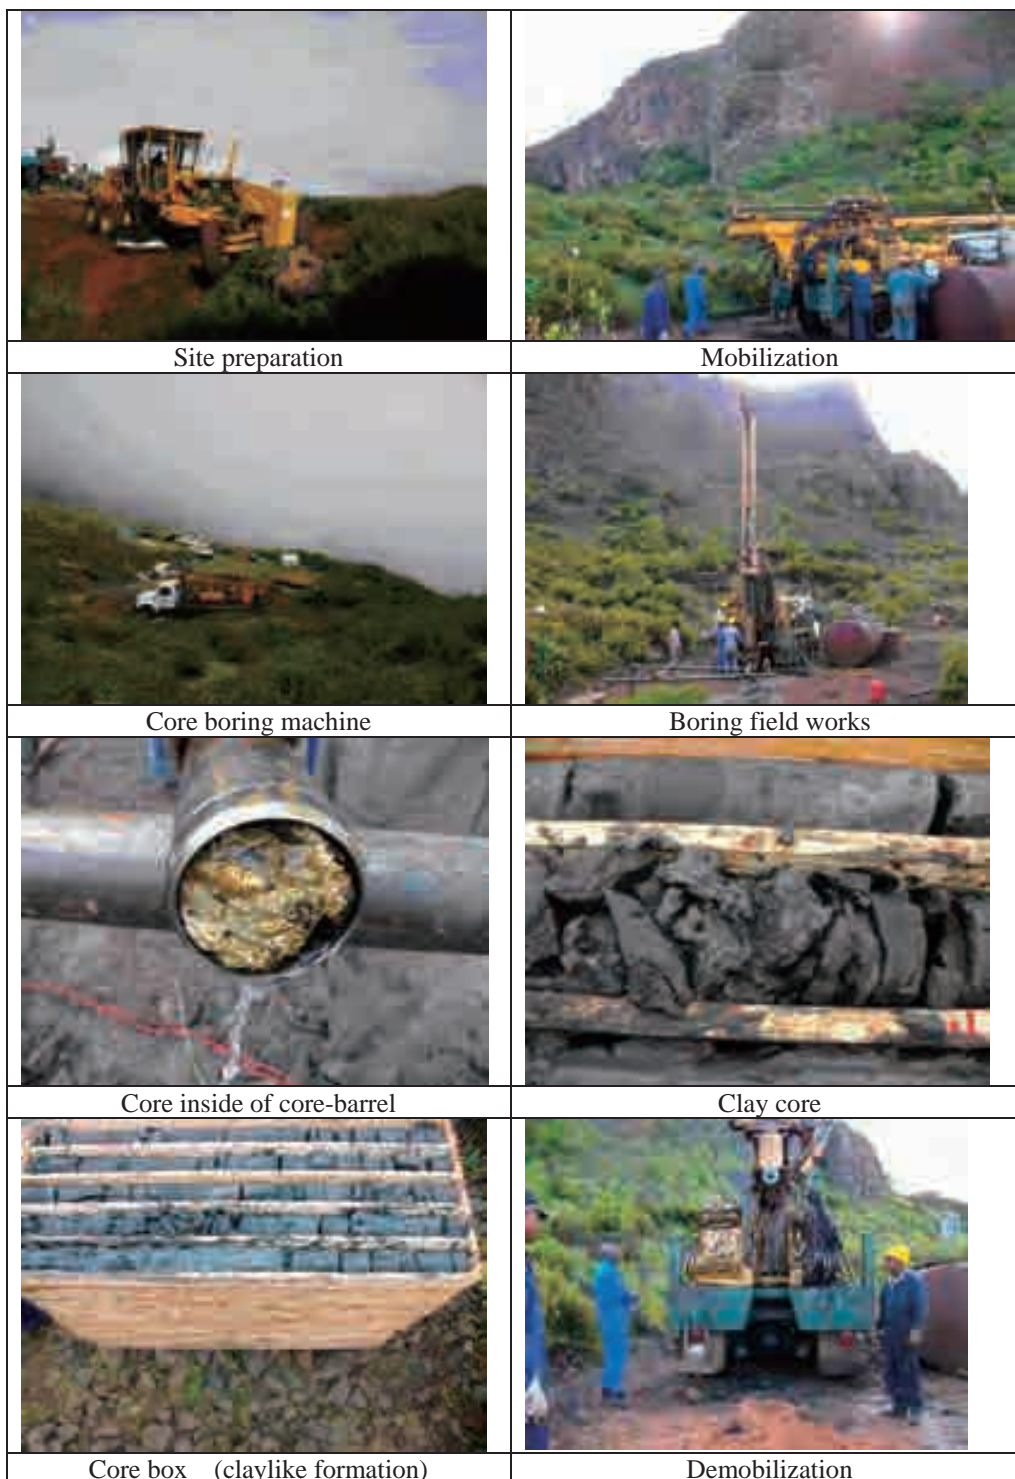 Site preparation
Mobilization
Core boring machine
Boring field works
Core inside of core-barrel
Clay core
Core box (claylike formation)
Demobilization